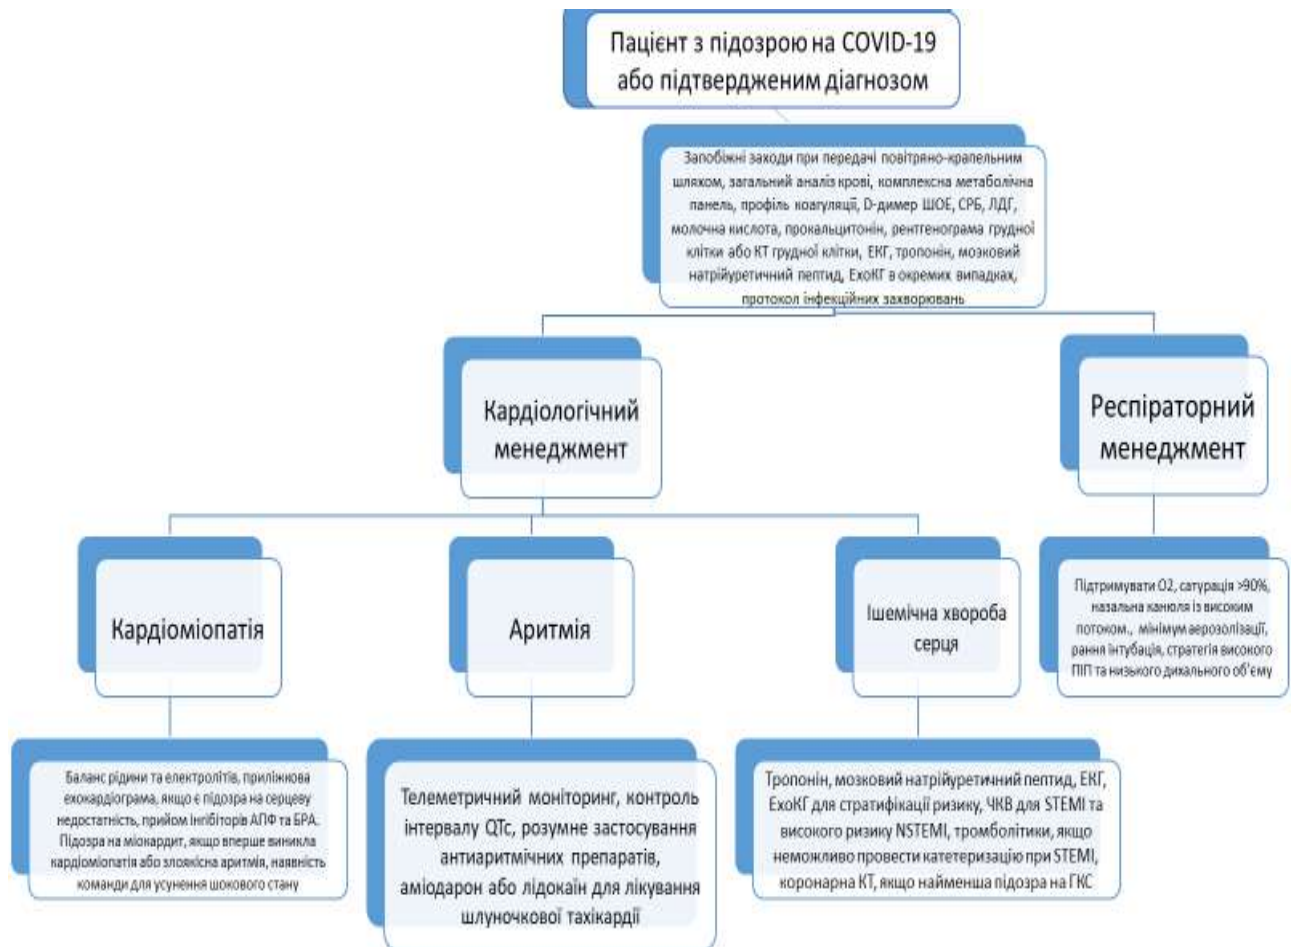 Пацієнт з підозрою на COVID-19
або підтвердженим діагнозом
Запобіжні заходи при передачі повітряно-крапельним
шляхом, загальний аналіз крові, комплексна метаболічна
панель, профіль коагуляції, D-димер ШОЕ, СРБ, ЛДГ,
молочна кислота, прокальцитонін, рентгенограма грудної
клітки або КТ грудної клітки, ЕКГ, тропонін, мозковий
натрійуретичний пептид, ЕхоКГ в окремих випадках,
протокол інфекційних захворювань
Кардіологічний
менеджмент
Респіраторний
менеджмент
Кардіоміопатія
Аритмія
Ішемічна хвороба
серця
Підтримувати О2, сатурація >90%,
назальна канюля із високим
потоком., мінімум аерозолізації,
рання інтубація, стратегія високого
ПІП та низького дихального об'єму
Баланс рідини та електролітів, приліжкова
ехокардіограма, якщо є підозра на серцеву
недостатність, прийом інгібіторів АПФ та БРА.
Підозра на міокардит, якщо вперше виникла
кардіоміопатія або злоякісна аритмія, наявність
команди для усунення шокового стану
Телеметричний моніторинг, контроль
інтервалу QTc, розумне застосування
антиаритмічних препаратів,
аміодарон або лідокаїн для лікування
шлуночкової тахікардії
Тропонін, мозковий натрійуретичний пептид, ЕКГ,
ЕхоКГ для стратифікації ризику, ЧКВ для STEMI та
високого ризику NSTEMI, тромболітики, якщо
неможливо провести катетеризацію при STEMI,
коронарна КТ, якщо найменша підозра на ГКС